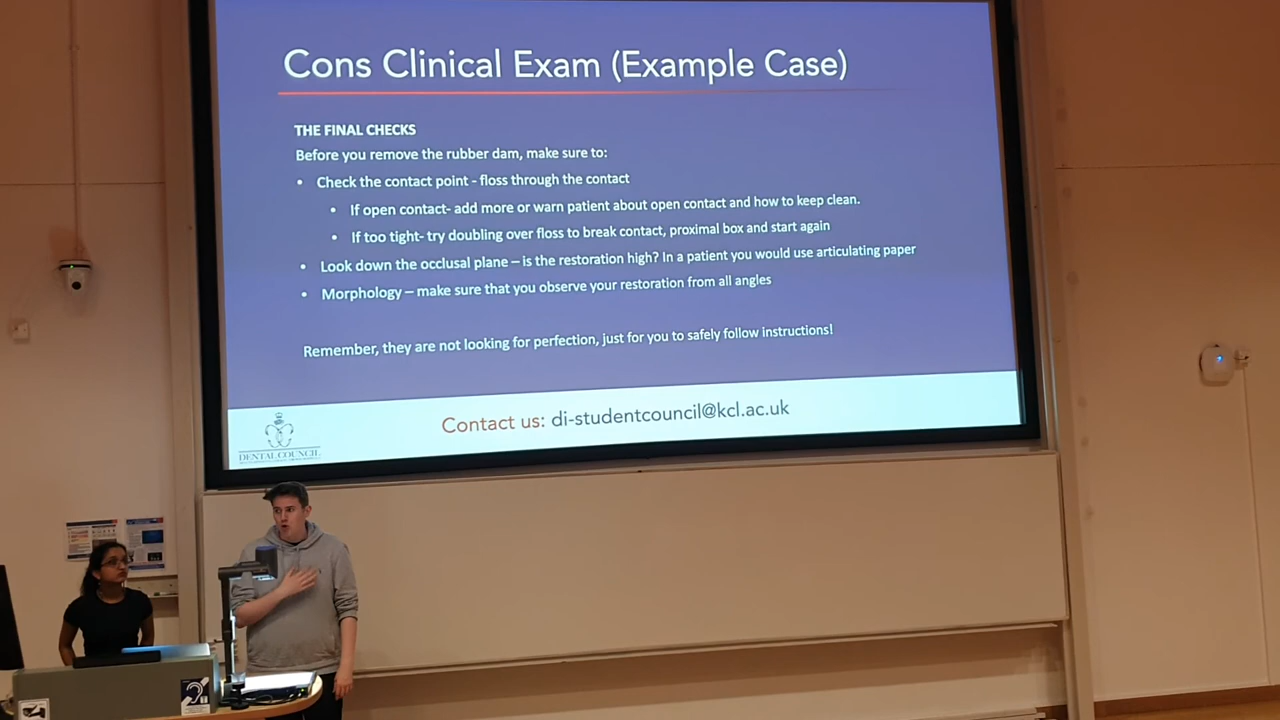 Cons Clinical Exam (Example Case)
THE FINAL CHECKS
Before you remove the rubber dam, make sure to:
• Check the contact point - floss through the contact
• If open contact- add more or warn patient about open contact and how to keep clean.
• If too tight- try doubling over floss to break contact, proximal box and start again
• Look down the occlusal plane – is the restoration high? In a patient you would use articulating paper
• Morphology – make sure that you observe your restoration from all angles
Remember, they are not looking for perfection, just for you to safely follow instructions!
Contact us: di-studentcouncil@kcl.ac.uk
DENTAL COUNCIL